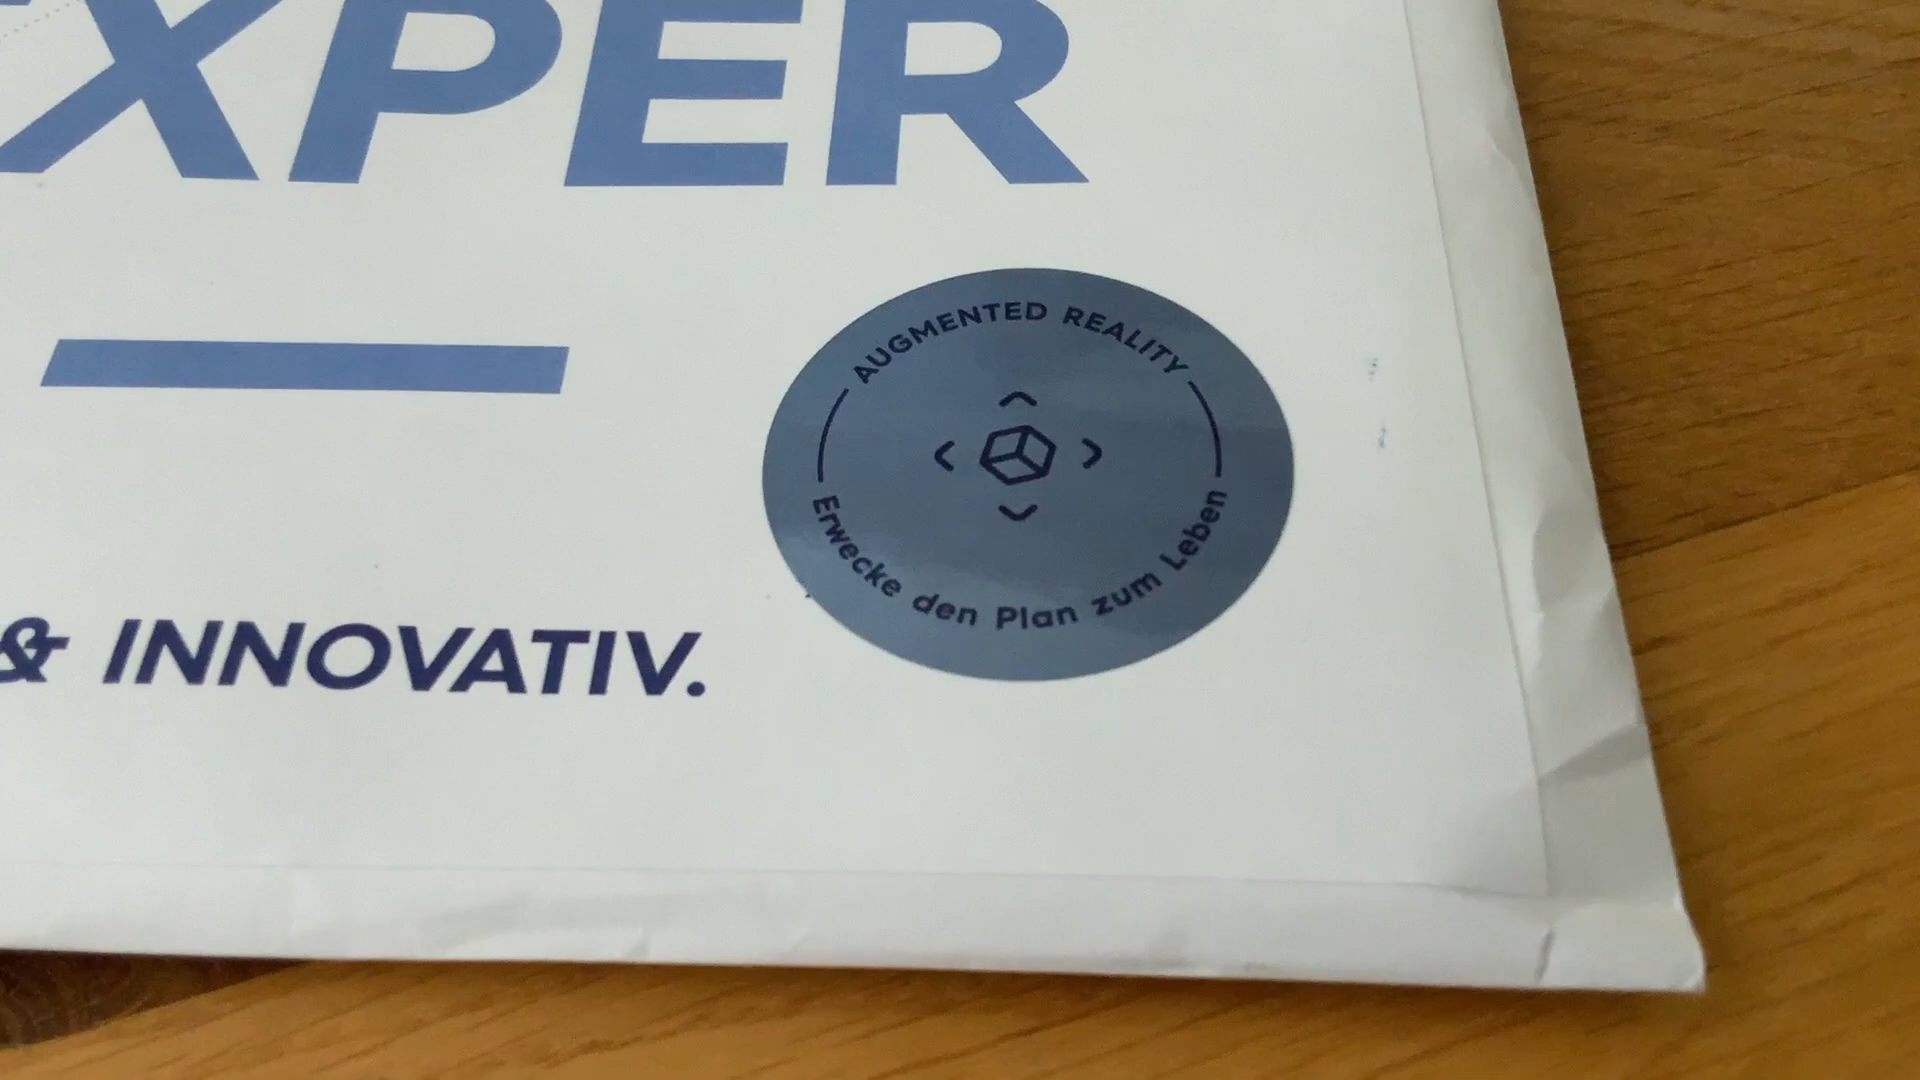 XPER
AUGMENTED REALITY
Erwecke den Plan zum Leben
& INNOVATIV.